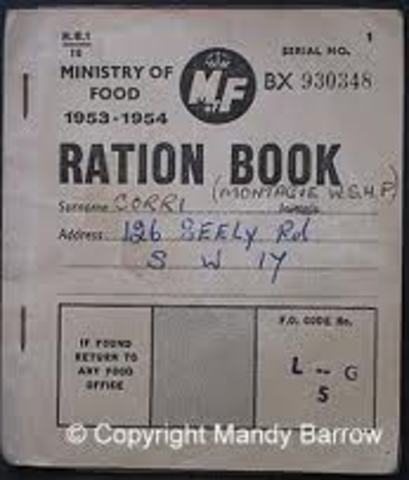 R.B.1
16
1
MINISTRY OF
FOOD
1953-1954
MF
SERIAL NO.
BX 930348
RATION BOOK
Surname CORRI (MONTAGUE W.S.H.P)
Address 126 SEELY Rd
S W 17
IF FOUND
RETURN TO
ANY FOOD
OFFICE
F.O. CODE No.
L -- G
5
© Copyright Mandy Barrow